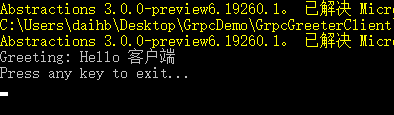 Abstractions 3.0.0-preview6.19260.1。 已解决 Micr
C:\Users\daihb\Desktop\GrpcDemo\GrpcGreeterClient
Abstractions 3.0.0-preview6.19260.1。 已解决 Micro
Greeting: Hello 客户端
Press any key to exit...